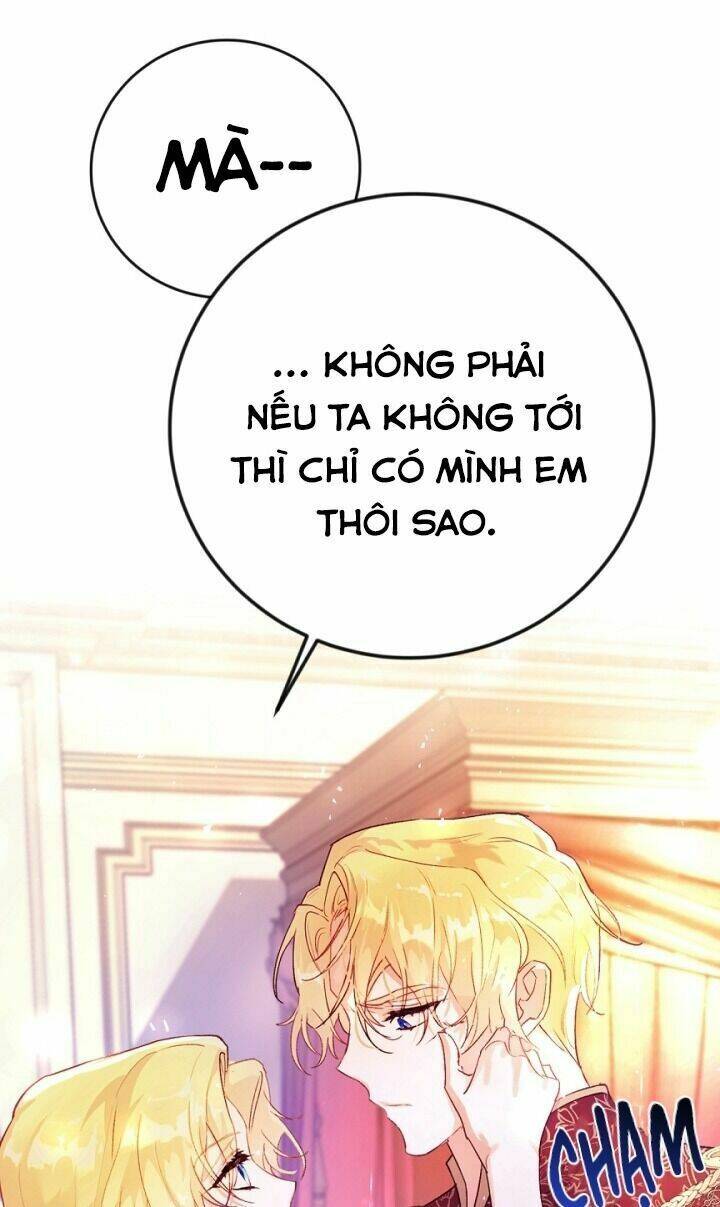 MÀ--
... KHÔNG PHẢI
NẾU TA KHÔNG TỚI
THÌ CHỈ CÓ MÌNH EM
THÔI SAO.
CHẠM